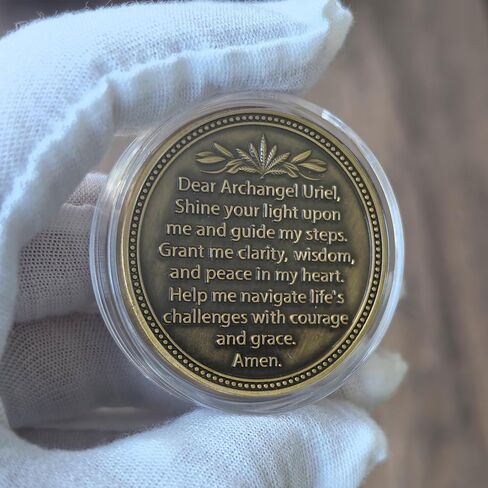 Dear Archangel Uriel,
Shine your light upon
me and guide my steps.
Grant me clarity, wisdom,
and peace in my heart.
Help me navigate life's
challenges with courage
and grace.
Amen.